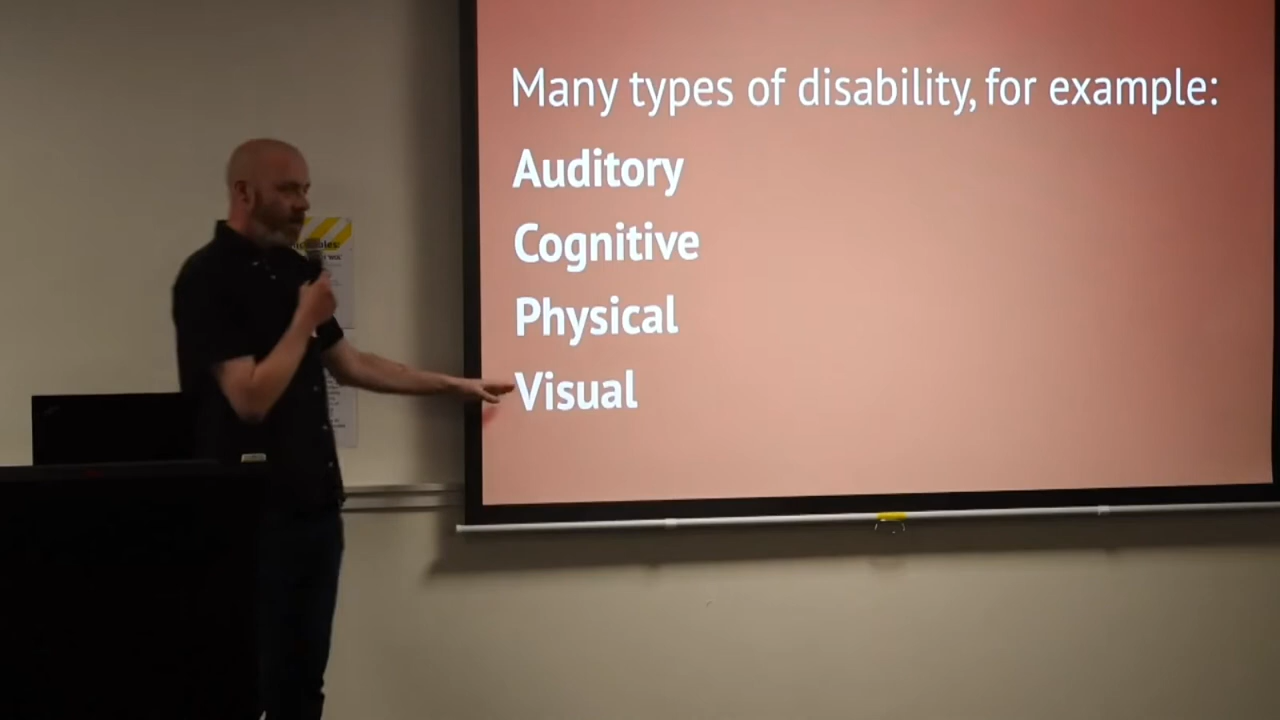 Many types of disability, for example:
Auditory
Cognitive
Physical
Visual